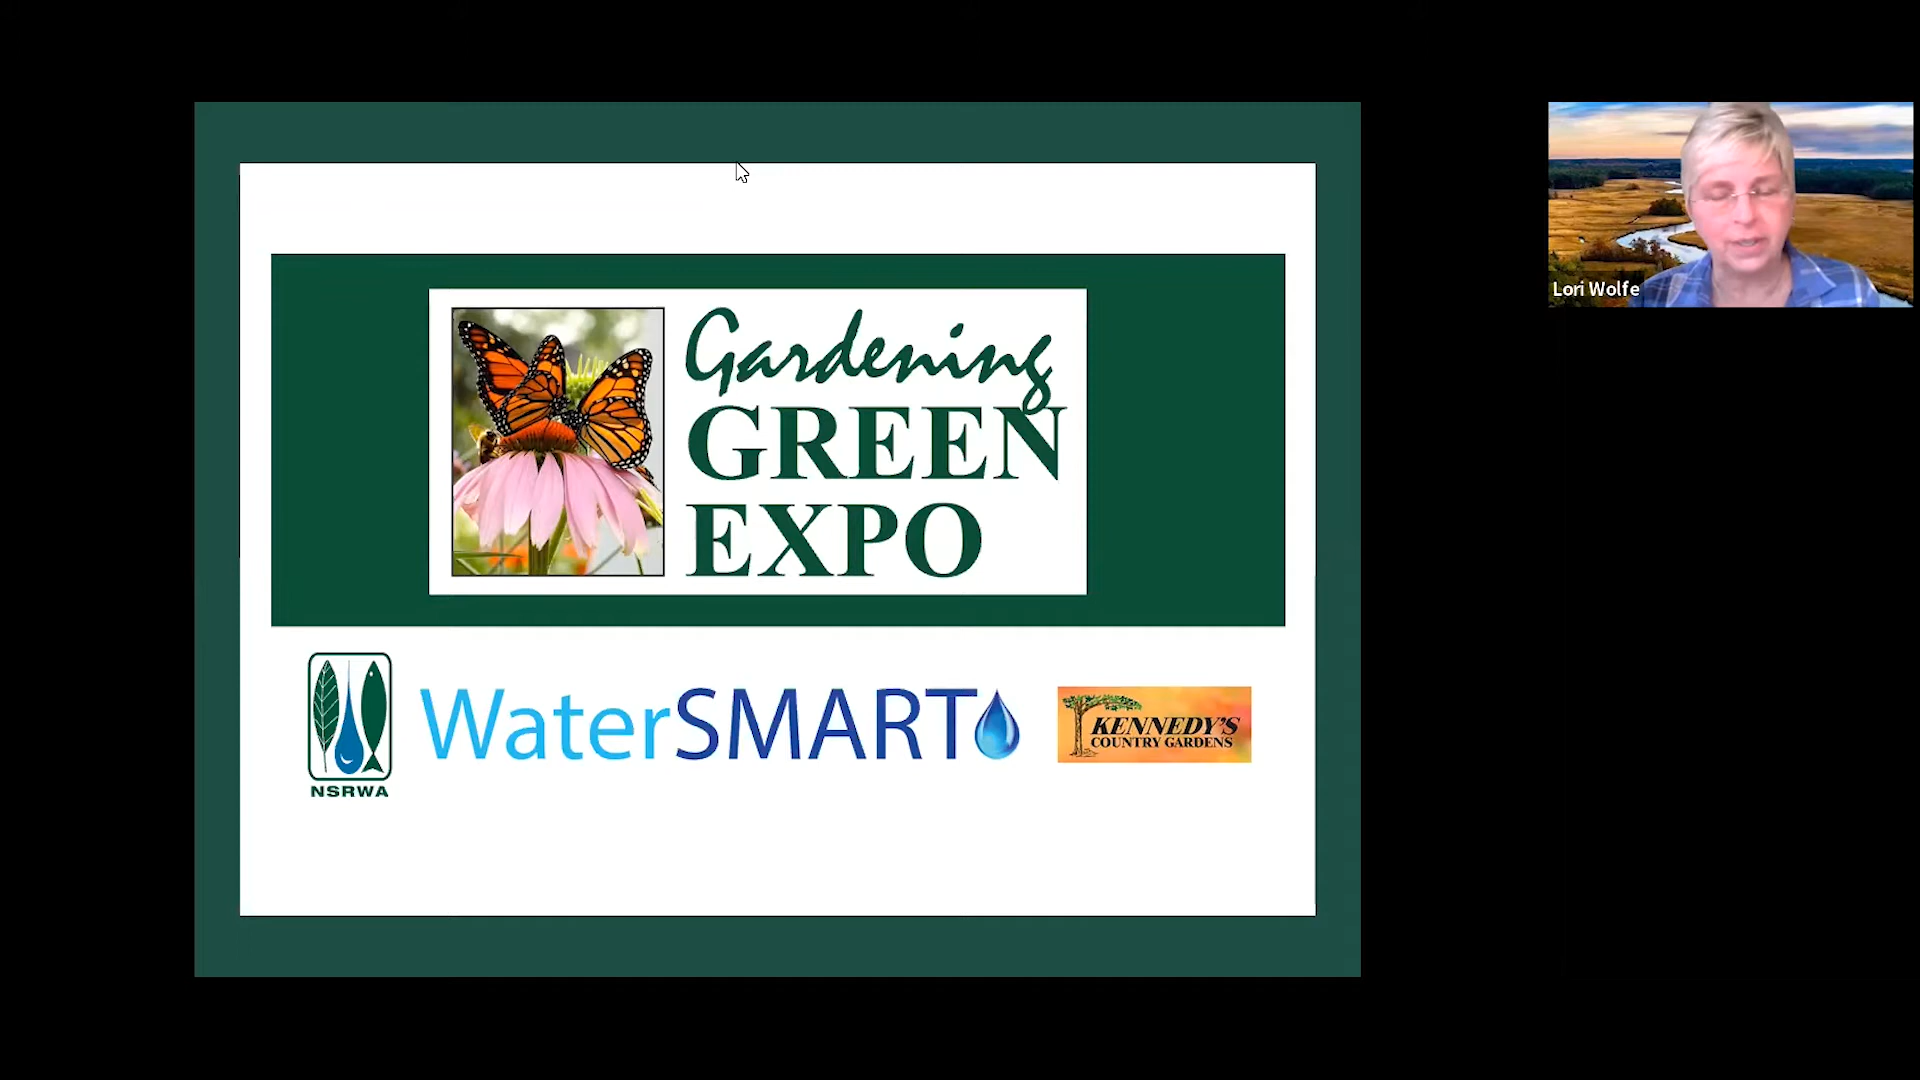 Gardening
GREEN
EXPO
NSRWA
WaterSMART
KENNEDY'S
COUNTRY GARDENS
Lori Wolfe